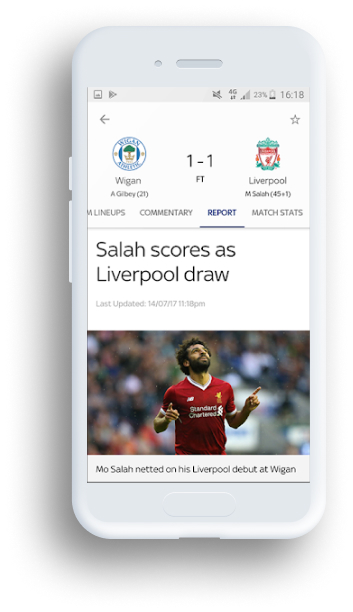 4G 23% 16:18
WIGAN
ATHLETIC
1 - 1
FT
Wigan Liverpool
A Gilbey (21) M Salah (45+1)
M LINEUPS COMMENTARY REPORT MATCH STATS
Salah scores as
Liverpool draw
Last Updated: 14/07/17 11:18pm
Standard
Chartered
Mo Salah netted on his Liverpool debut at Wigan